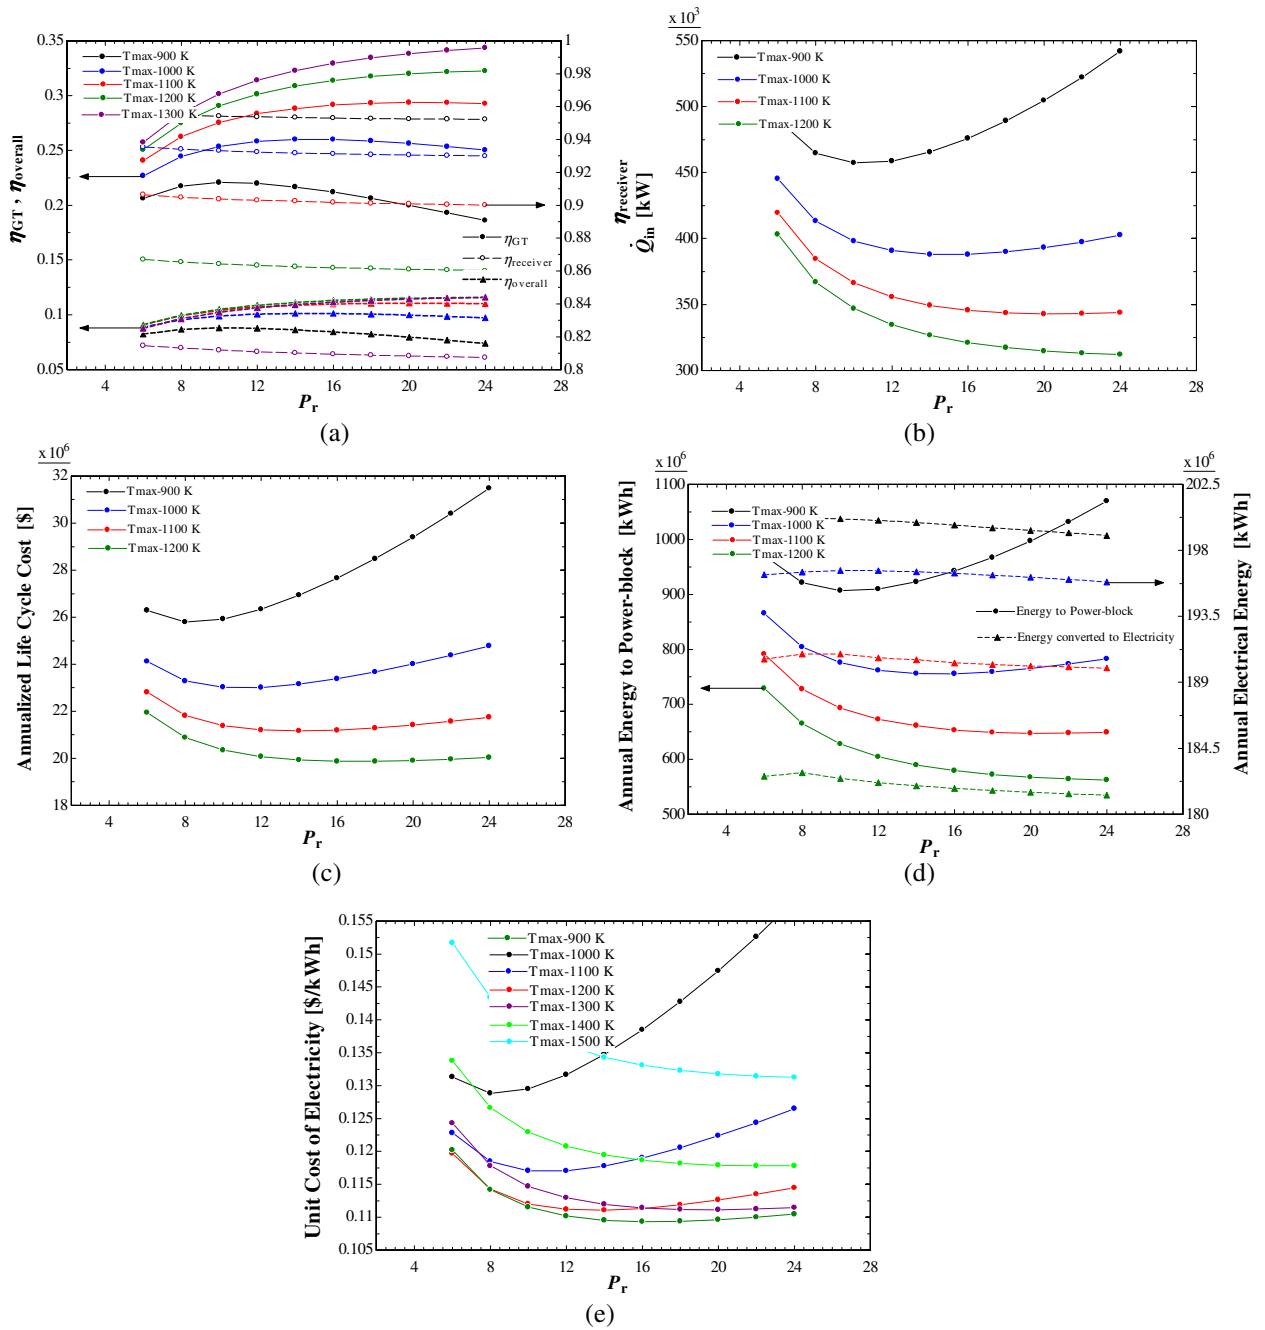 0.35
0.3
0.25
0.2
0.15
0.1
0.05
4
8
12
16
20
24
28
1
0.98
0.96
0.94
0.92
0.9
0.88
0.86
0.84
0.82
0.8
Tmax-900 K
Tmax-1000 K
Tmax-1100 K
Tmax-1200 K
Tmax-1300 K
ηGT
ηreceiver
ηoverall
ηGT , ηoverall
ηreceiver
Pr
(a)
x 10³
550
500
450
400
350
300
4
8
12
16
20
24
28
Tmax-900 K
Tmax-1000 K
Tmax-1100 K
Tmax-1200 K
Q̇in [kW]
Pr
(b)
x 10⁶
32
30
28
26
24
22
20
18
4
8
12
16
20
24
28
Tmax-900 K
Tmax-1000 K
Tmax-1100 K
Tmax-1200 K
Annualized Life Cycle Cost [$]
Pr
(c)
x 10⁶
x 10⁶
1100
1000
900
800
700
600
500
4
8
12
16
20
24
28
202.5
198
193.5
189
184.5
180
Tmax-900 K
Tmax-1000 K
Tmax-1100 K
Tmax-1200 K
Energy to Power-block
Energy converted to Electricity
Annual Energy to Power-block [kWh]
Annual Electrical Energy [kWh]
Pr
(d)
0.155
0.15
0.145
0.14
0.135
0.13
0.125
0.12
0.115
0.11
0.105
4
8
12
16
20
24
28
Tmax-900 K
Tmax-1000 K
Tmax-1100 K
Tmax-1200 K
Tmax-1300 K
Tmax-1400 K
Tmax-1500 K
Unit Cost of Electricity [$/kWh]
Pr
(e)